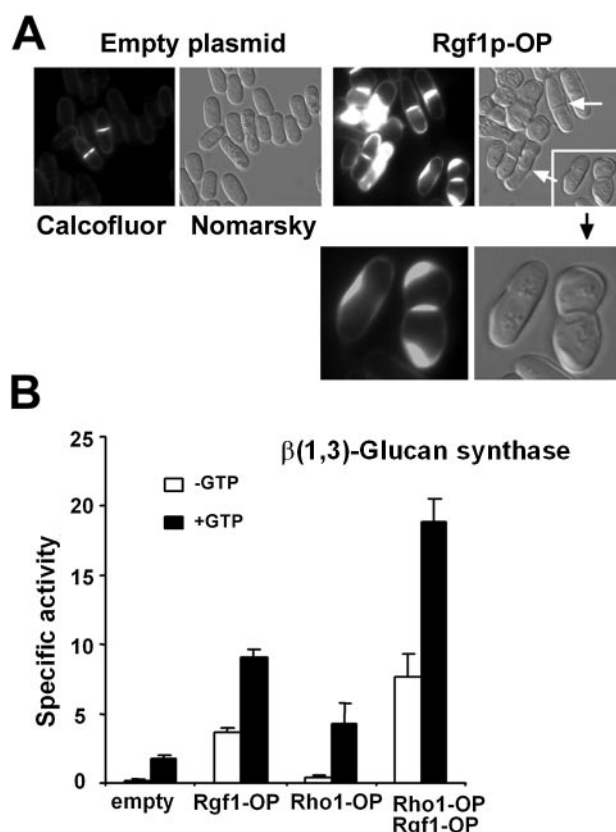 A
Empty plasmid Rgf1p-OP
Calcofluor Nomarsky
B
β(1,3)-Glucan synthase
-GTP
+GTP
Specific activity
25
20
15
10
5
0
empty Rgf1-OP Rho1-OP Rho1-OP
Rgf1-OP